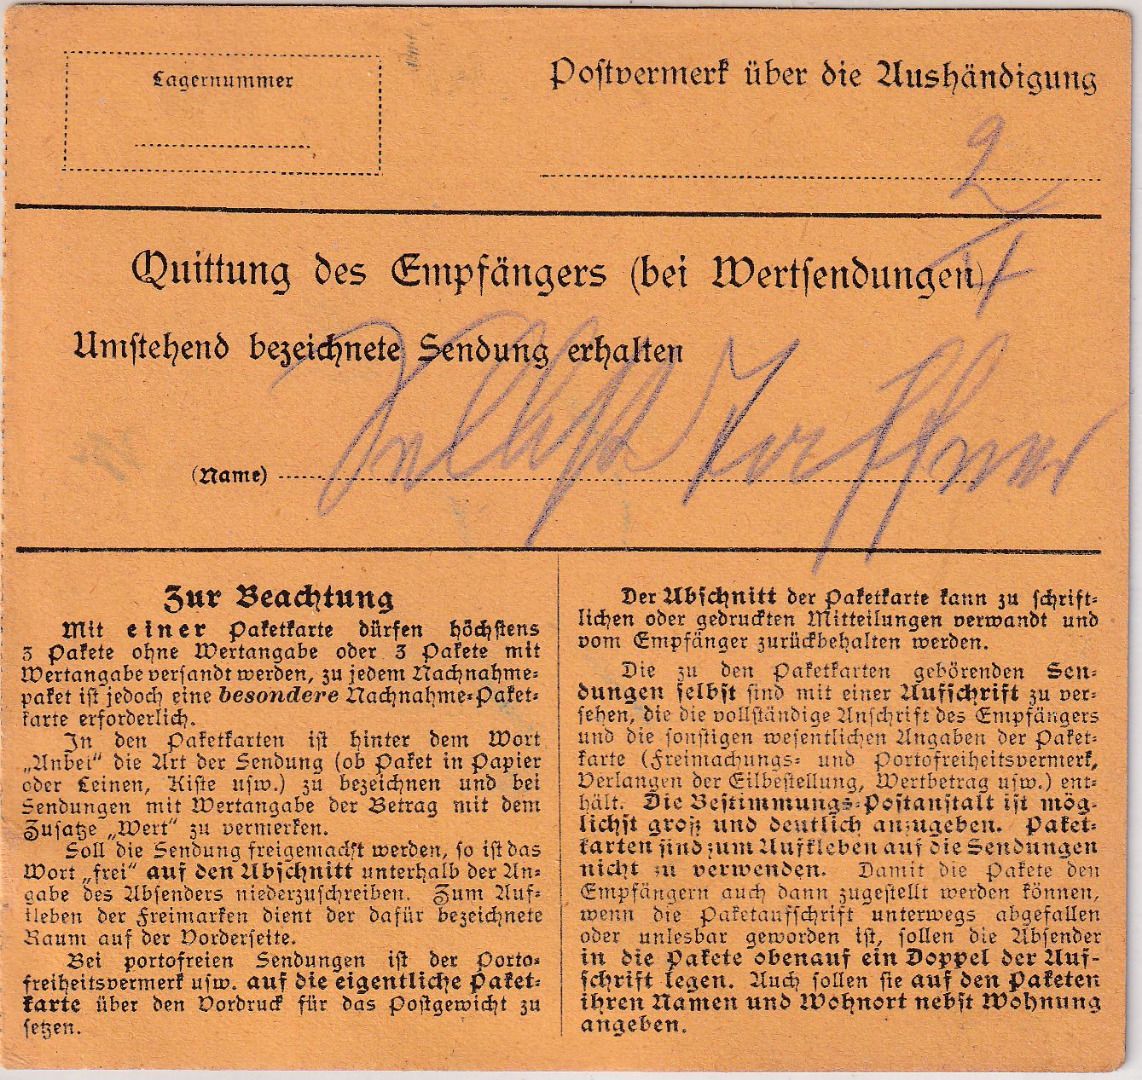 Lagernummer
Postvermerk über die Aushändigung
2
Quittung des Empfängers (bei Wertsendungen)
Umstehend bezeichnete Sendung erhalten
(Name)
Zur Beachtung
Mit einer Paketkarte dürfen höchstens
3 Pakete ohne Wertangabe oder 3 Pakete mit
Wertangabe versandt werden, zu jedem Nachnahme-
paket ist jedoch eine besondere Nachnahme-Paket-
karte erforderlich.
In den Paketkarten ist hinter dem Wort
„Anbei“ die Art der Sendung (ob Paket in Papier
oder Leinen, Kiste usw.) zu bezeichnen und bei
Sendungen mit Wertangabe der Betrag mit dem
Zusatze „Wert“ zu vermerken.
Soll die Sendung freigemacht werden, so ist das
Wort „frei“ auf den Abschnitt unterhalb der An-
gabe des Absenders niederzuschreiben. Zum Auf-
kleben der Freimarken dient der dafür bezeichnete
Raum auf der Vorderseite.
Bei portofreien Sendungen ist der Porto-
freiheitsvermerk usw. auf die eigentliche Paket-
karte über den Vordruck für das Postgewicht zu
setzen.
Der Abschnitt der Paketkarte kann zu schrift-
lichen oder gedruckten Mitteilungen verwandt und
vom Empfänger zurückbehalten werden.
Die zu den Paketkarten gehörenden Sen-
dungen selbst sind mit einer Aufschrift zu ver-
sehen, die die vollständige Anschrift des Empfängers
und die sonstigen wesentlichen Angaben der Paket-
karte (Freimachungs- und Portofreiheitsvermerk,
Verlangen der Eilbestellung, Wertbetrag usw.) ent-
hält. Die Bestimmungs-Postanstalt ist mög-
lichst groß und deutlich anzugeben. Paket-
karten sind zum Aufkleben auf die Sendungen
nicht zu verwenden. Damit die Pakete den
Empfängern auch dann zugestellt werden können,
wenn die Paketaufschrift unterwegs abgefallen
oder unlesbar geworden ist, sollen die Absender
in die Pakete obenauf ein Doppel der Auf-
schrift legen. Auch sollen sie auf den Paketen
ihren Namen und Wohnort nebst Wohnung
angeben.